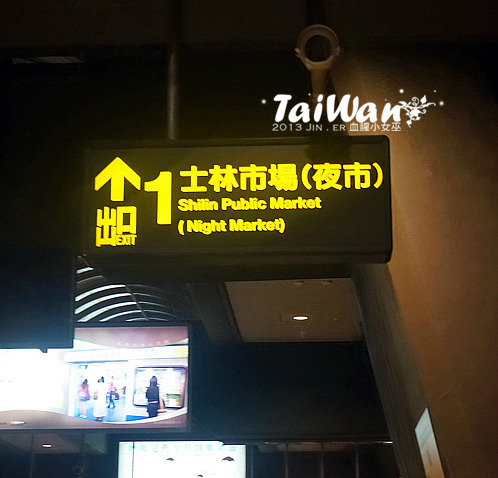 TaiWan
2013 JIN . ER 血腥小女巫
出口
EXIT
1
士林市場(夜市)
Shilin Public Market
( Night Market)